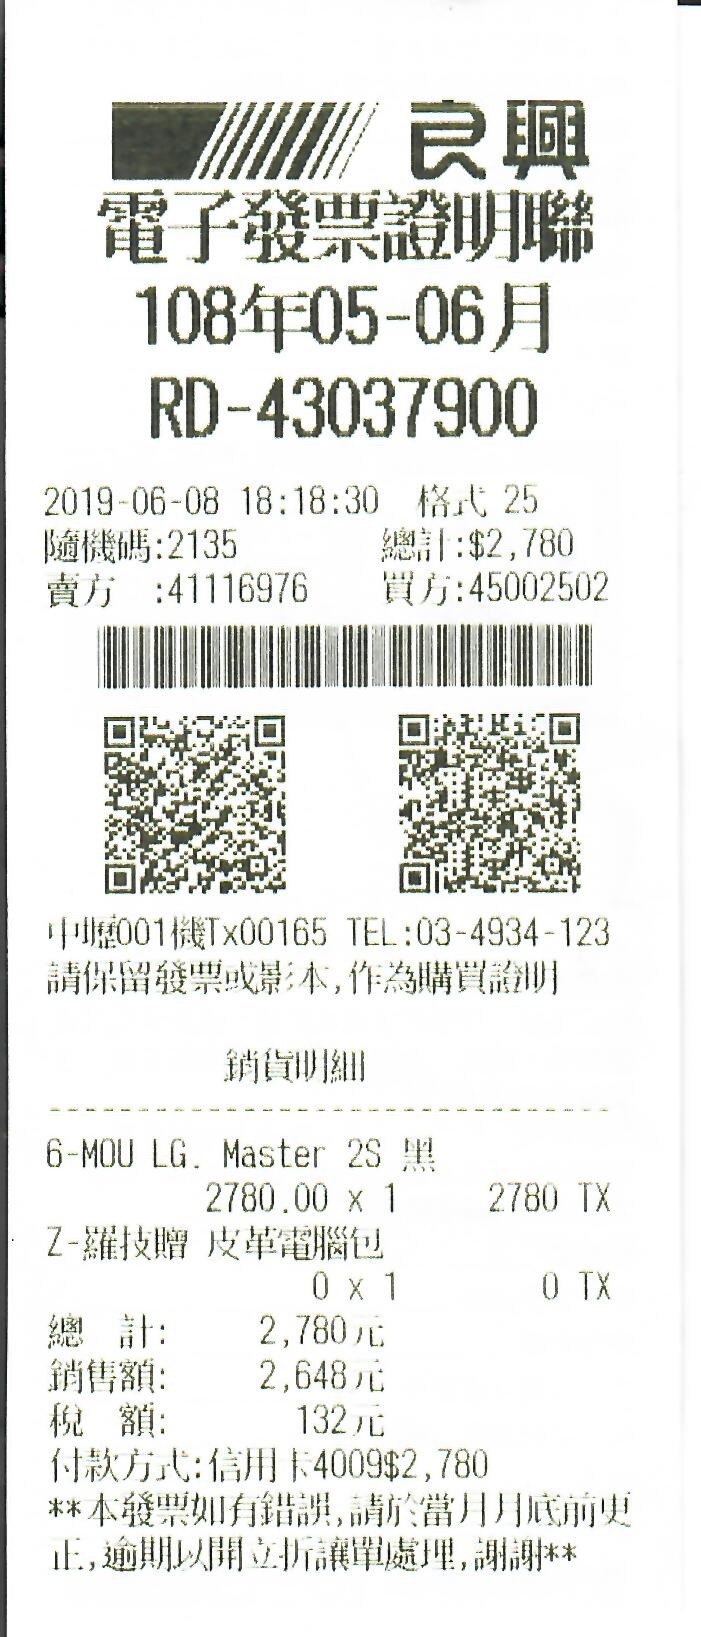 良興
電子發票證明聯
108年05-06月
RD-43037900
2019-06-08 18:18:30 格式 25
隨機碼:2135 總計:$2,780
賣方 :41116976 買方:45002502
中壢001機Tx00165 TEL:03-4934-123
請保留發票或影本,作為購買證明
銷貨明細
--------------------------------
6-MOU LG. Master 2S 黑
2780.00 x 1 2780 TX
Z-羅技贈 皮革電腦包
0 x 1 0 TX
總 計: 2,780元
銷售額: 2,648元
稅 額: 132元
付款方式:信用卡4009$2,780
**本發票如有錯誤,請於當月月底前更
正,逾期以開立折讓單處理,謝謝**